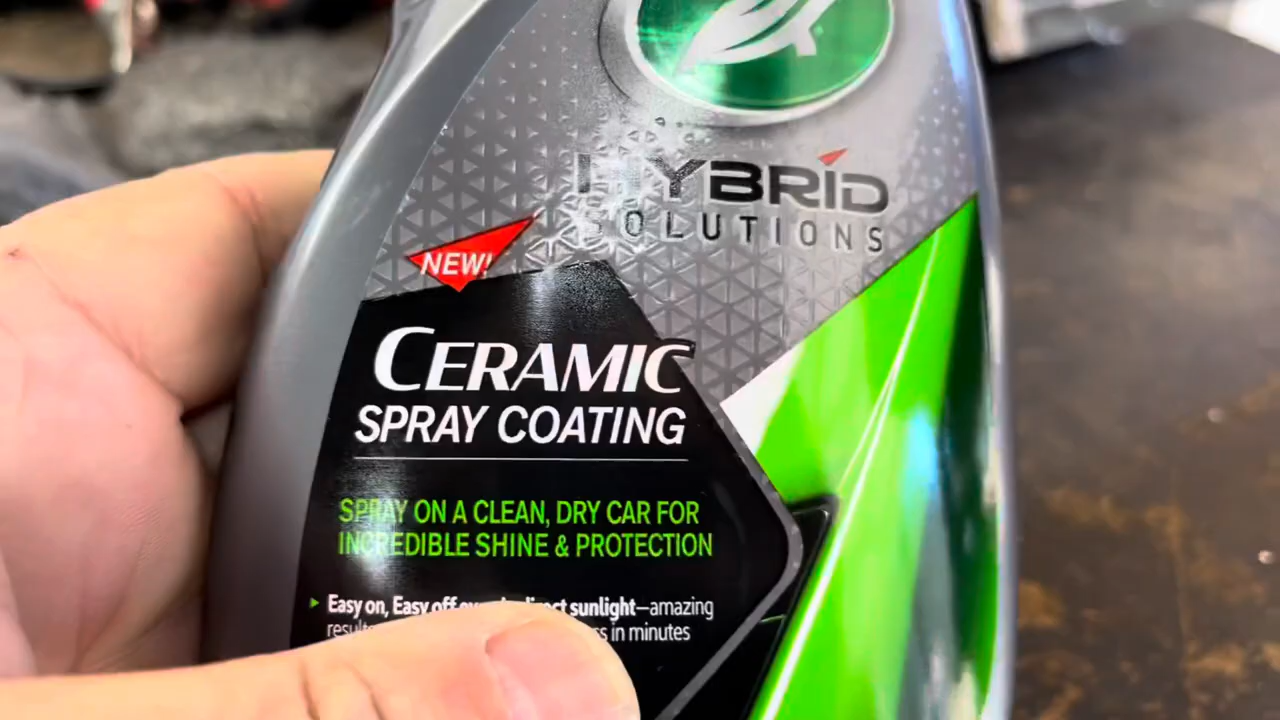 HYBRID
SOLUTIONS
NEW!
CERAMIC
SPRAY COATING
SPRAY ON A CLEAN, DRY CAR FOR
INCREDIBLE SHINE & PROTECTION
Easy on, Easy off direct sunlight—amazing
in minutes